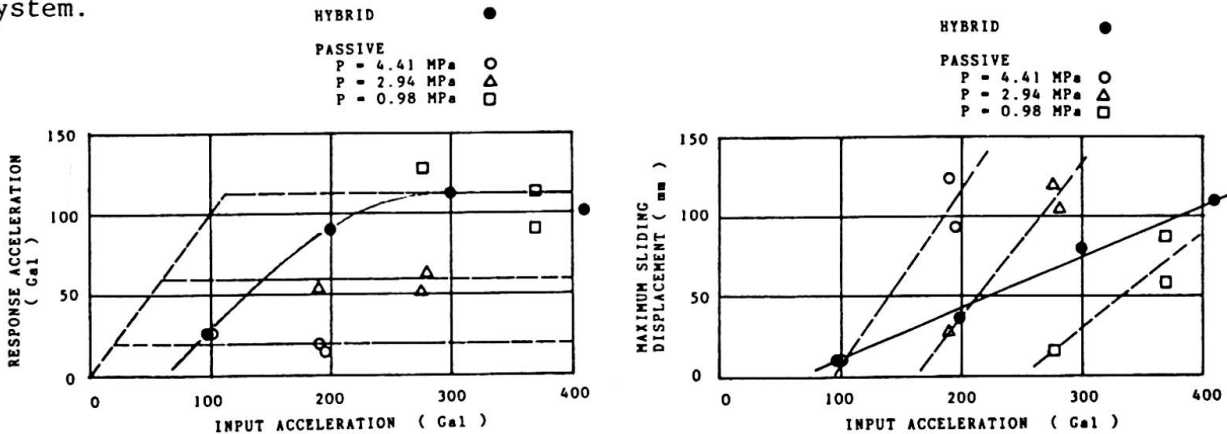 ystem.
HYBRID ●
PASSIVE
P = 4.41 MPa ○
P = 2.94 MPa △
P = 0.98 MPa □
150
100
50
0
RESPONSE ACCELERATION
( Gal )
0 100 200 300 400
INPUT ACCELERATION ( Gal )
HYBRID ●
PASSIVE
P = 4.41 MPa ○
P = 2.94 MPa △
P = 0.98 MPa □
150
100
50
0
MAXIMUM SLIDING
DISPLACEMENT ( mm )
0 100 200 300 400
INPUT ACCELERATION ( Gal )